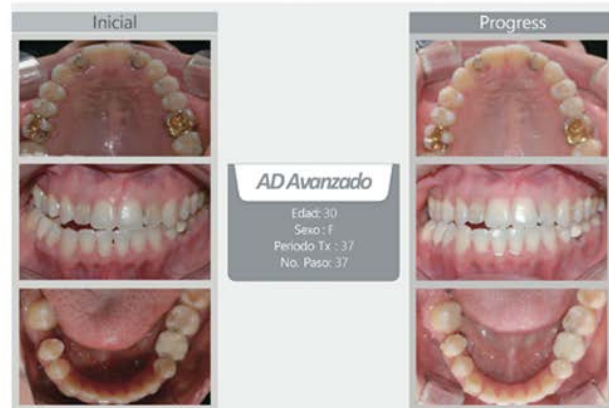 Inicial
Progress
AD Avanzado
Edad: 30
Sexo : F
Periodo Tx : 37
No. Paso: 37